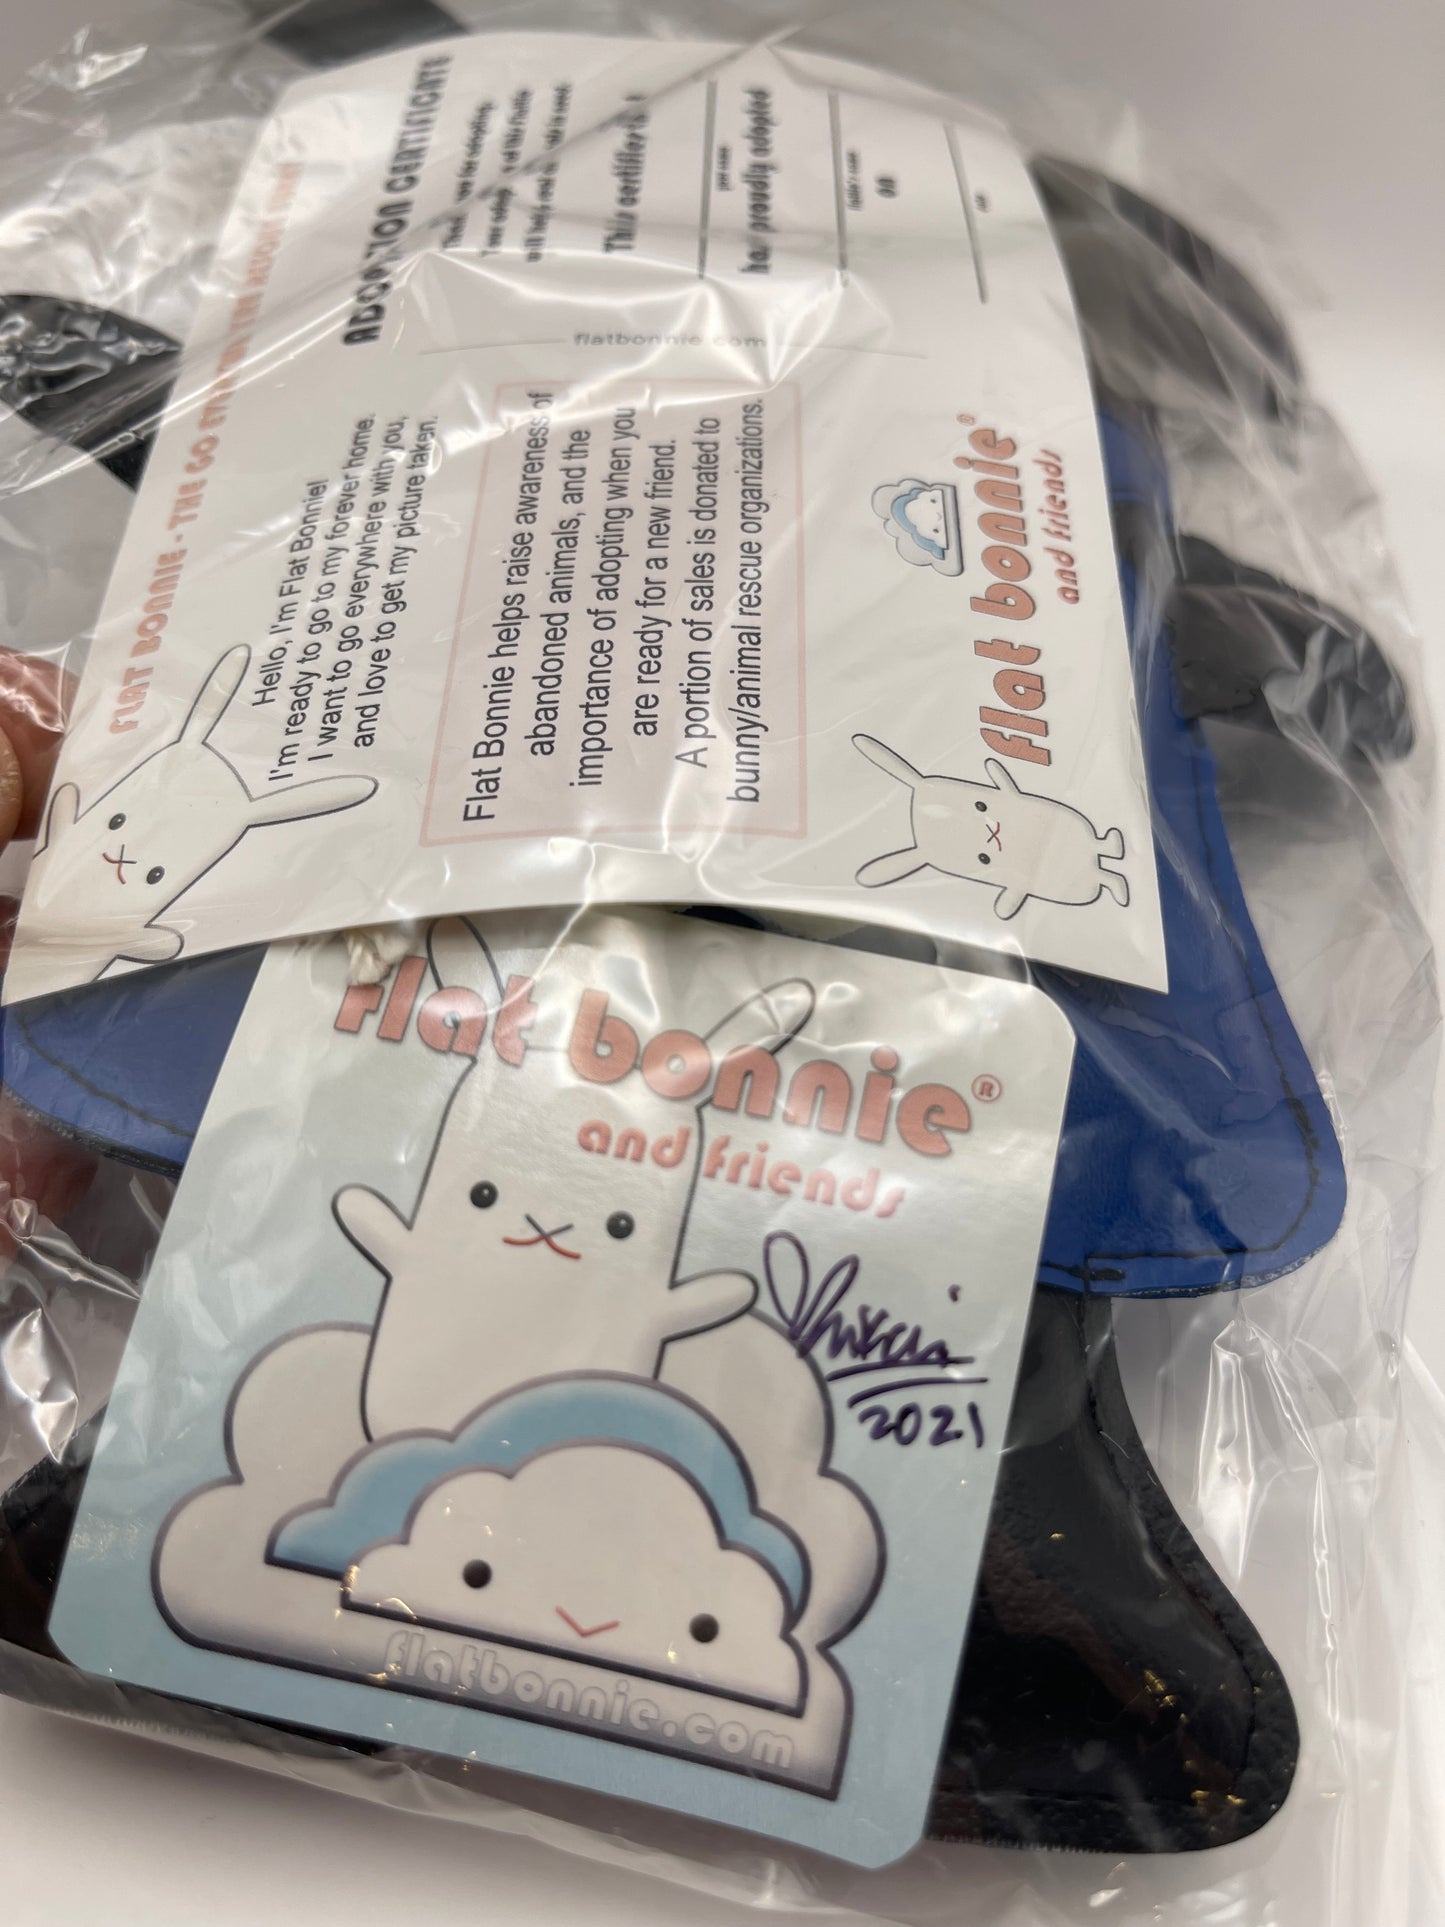 FLAT BONNIE - THE GO
Hello, I'm Flat Bonnie!
I'm ready to go to my forever home.
I want to go everywhere with you,
and love to get my picture taken.
Flat Bonnie helps raise awareness of
abandoned animals, and the
importance of adopting when you
are ready for a new friend.
A portion of sales is donated to
bunny/animal rescue organizations.
flat bonnie®
and friends
flatbonnie.com
ADOPTION CERTIFICATE
for adopting.
This certifies
has proudly adopted
on
flat bonnie®
and friends
2021
flatbonnie.com